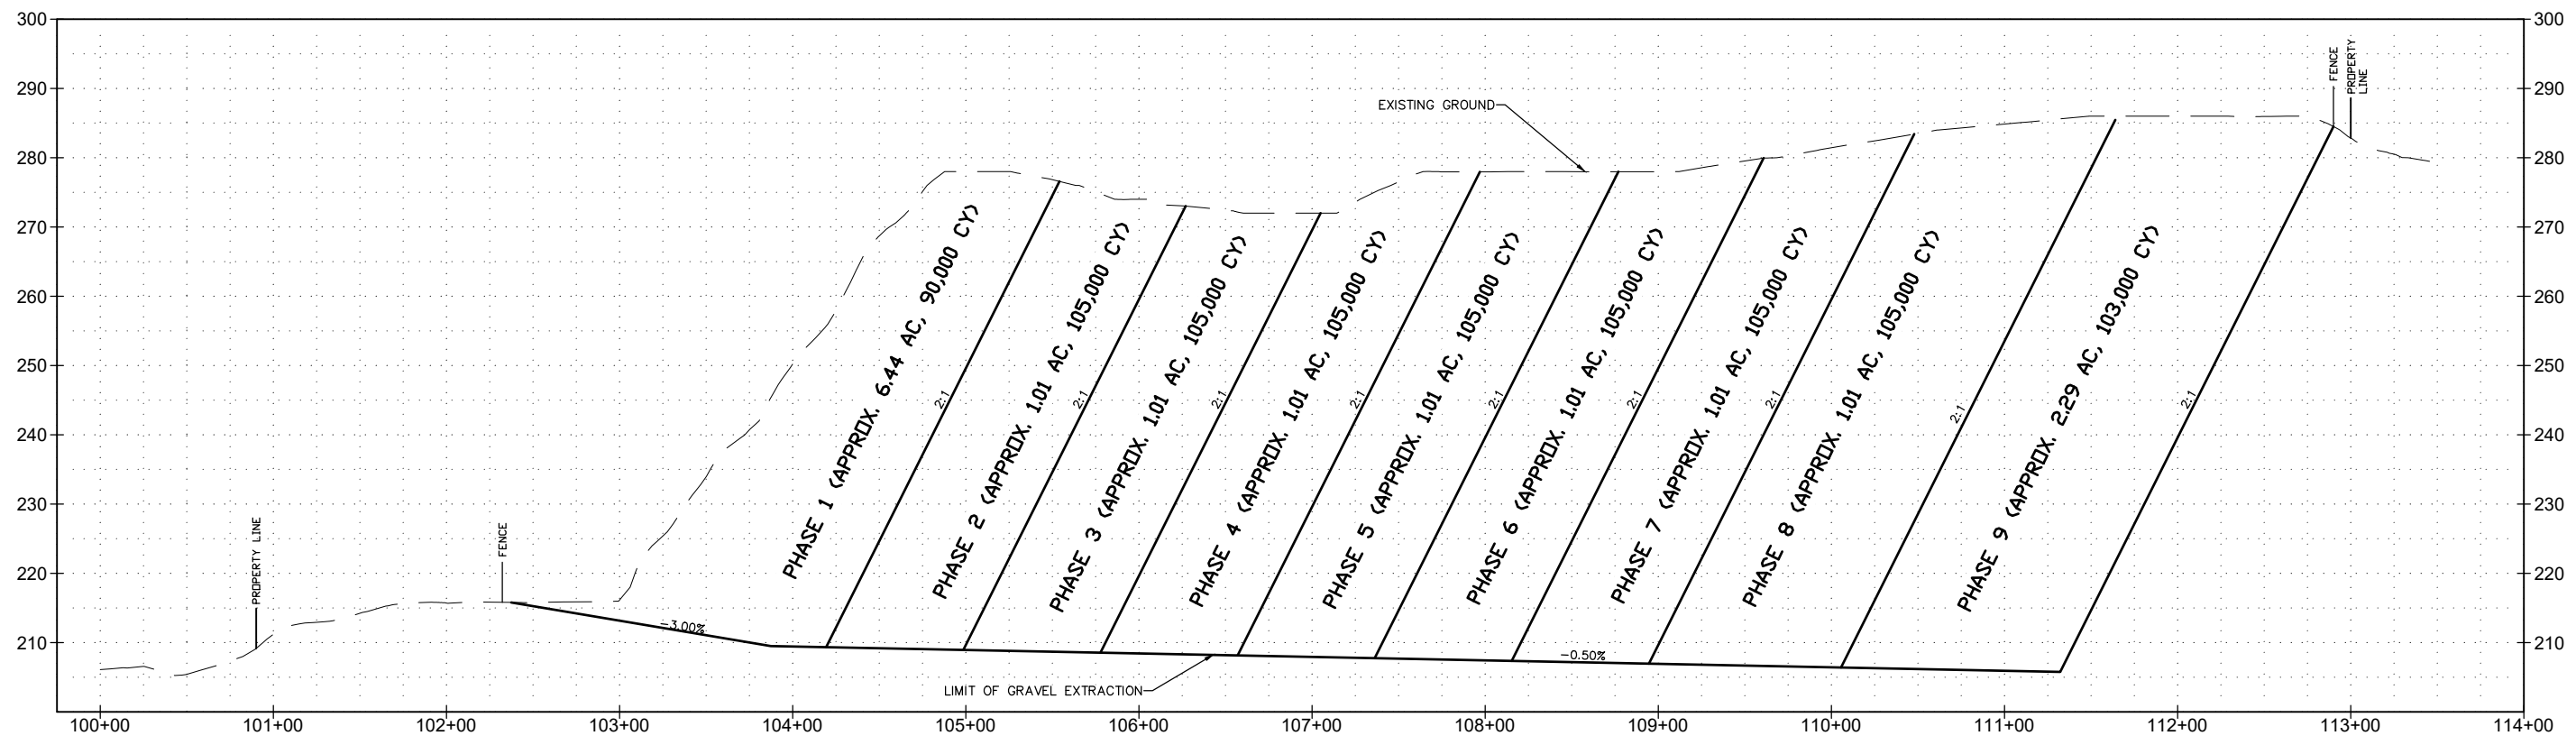 300
290
280
270
260
250
240
230
220
210
300
290
280
270
260
250
240
230
220
210
100+00
101+00
102+00
103+00
104+00
105+00
106+00
107+00
108+00
109+00
110+00
111+00
112+00
113+00
114+00
PROPERTY LINE
FENCE
-3.00%
PHASE 1 (APPROX. 6.44 AC, 90,000 CY)
2:1
PHASE 2 (APPROX. 1.01 AC, 105,000 CY)
2:1
PHASE 3 (APPROX. 1.01 AC, 105,000 CY)
2:1
PHASE 4 (APPROX. 1.01 AC, 105,000 CY)
2:1
PHASE 5 (APPROX. 1.01 AC, 105,000 CY)
2:1
PHASE 6 (APPROX. 1.01 AC, 105,000 CY)
2:1
PHASE 7 (APPROX. 1.01 AC, 105,000 CY)
2:1
PHASE 8 (APPROX. 1.01 AC, 105,000 CY)
2:1
PHASE 9 (APPROX. 2.29 AC, 103,000 CY)
2:1
EXISTING GROUND
LIMIT OF GRAVEL EXTRACTION
-0.50%
FENCE
PROPERTY
LINE